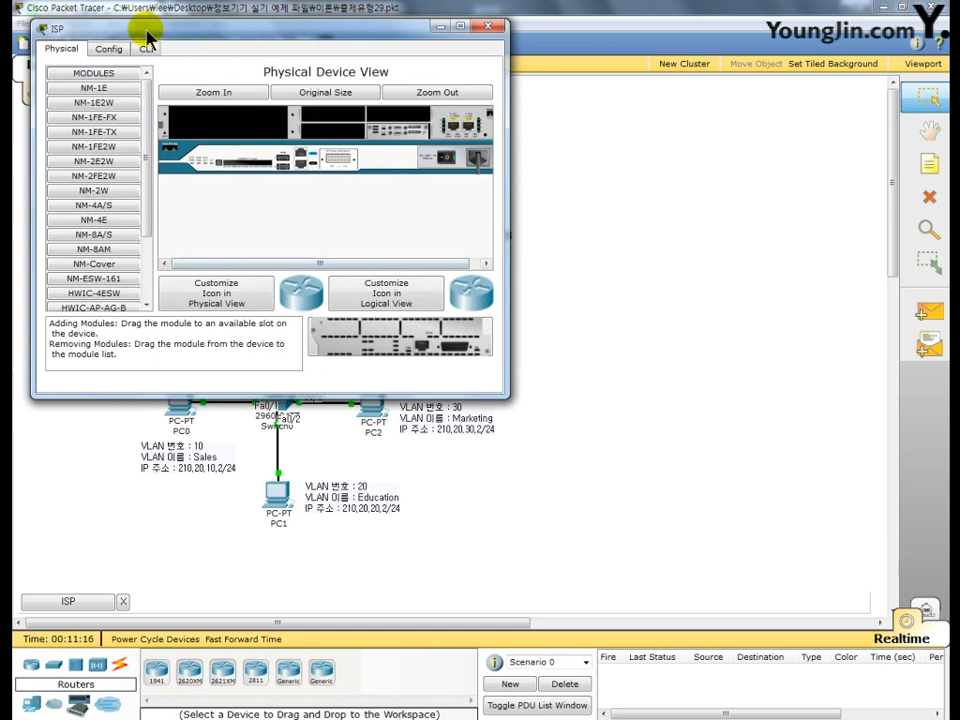 Cisco Packet Tracer - C:\Users\lee\Desktop\정보기기 실기 예제 파일\이론\출제유형29.pkt
YoungJin.com Y.
ISP
Physical
Config
New Cluster
Move Object
Set Tiled Background
Viewport
MODULES
NM-1E
NM-1E2W
NM-1FE-FX
NM-1FE-TX
NM-1FE2W
NM-2E2W
NM-2FE2W
NM-2W
NM-4A/S
NM-4E
NM-8A/S
NM-8AM
NM-Cover
NM-ESW-161
HWIC-4ESW
HWIC-AP-AG-B
Physical Device View
Zoom In
Original Size
Zoom Out
Customize
Icon in
Physical View
Customize
Icon in
Logical View
Adding Modules: Drag the module to an available slot on
the device.
Removing Modules: Drag the module from the device to
the module list.
PC-PT
PC0
VLAN 번호 : 10
VLAN 이름 : Sales
IP 주소 : 210,20,10,2/24
Fa0/1
Fa0/2
PC-PT
PC2
VLAN 번호 : 30
VLAN 이름 : Marketing
IP 주소 : 210,20,30,2/24
PC-PT
PC1
VLAN 번호 : 20
VLAN 이름 : Education
IP 주소 : 210,20,20,2/24
ISP
X
Time: 00:11:16
Power Cycle Devices
Fast Forward Time
Realtime
Routers
1841
2620XM
2621XM
2811
Generic
Generic
(Select a Device to Drag and Drop to the Workspace)
Scenario 0
New
Delete
Toggle PDU List Window
Fire
Last Status
Source
Destination
Type
Color
Time (sec)
Per